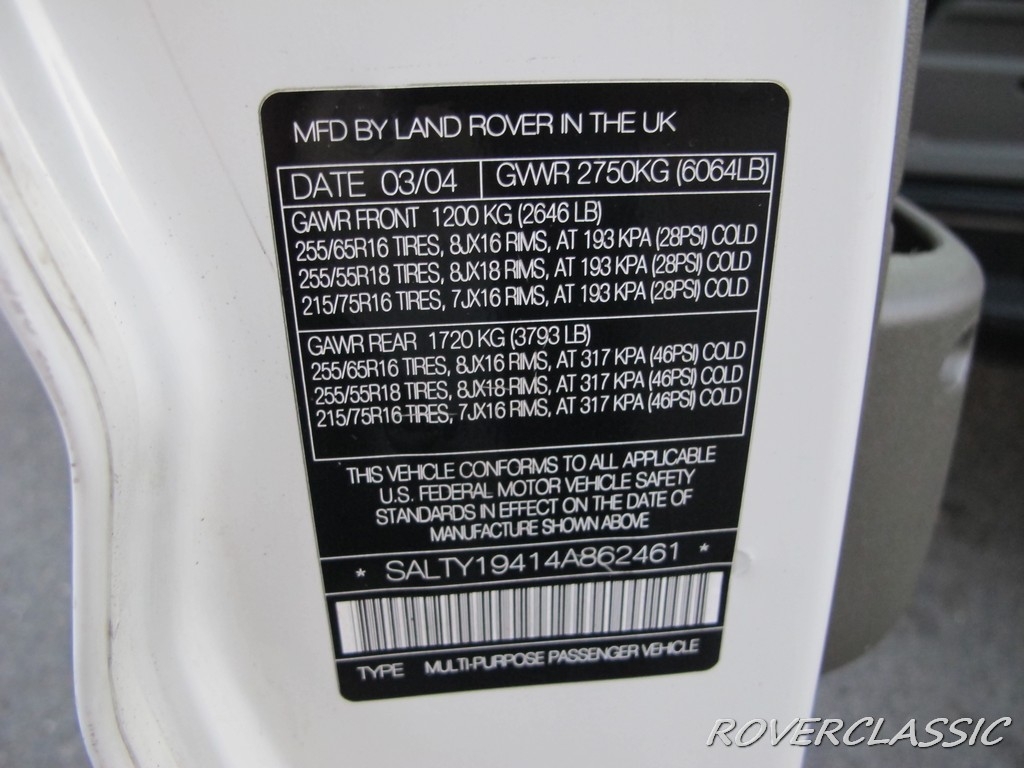 MFD BY LAND ROVER IN THE UK
DATE 03/04 GVWR 2750KG (6064LB)
GAWR FRONT 1200 KG (2646 LB)
255/65R16 TIRES, 8JX16 RIMS, AT 193 KPA (28PSI) COLD
255/55R18 TIRES, 8JX18 RIMS, AT 193 KPA (28PSI) COLD
215/75R16 TIRES, 7JX16 RIMS, AT 193 KPA (28PSI) COLD
GAWR REAR 1720 KG (3793 LB)
255/65R16 TIRES, 8JX16 RIMS, AT 317 KPA (46PSI) COLD
255/55R18 TIRES, 8JX18 RIMS, AT 317 KPA (46PSI) COLD
215/75R16 TIRES, 7JX16 RIMS, AT 317 KPA (46PSI) COLD
THIS VEHICLE CONFORMS TO ALL APPLICABLE
U.S. FEDERAL MOTOR VEHICLE SAFETY
STANDARDS IN EFFECT ON THE DATE OF
MANUFACTURE SHOWN ABOVE
* SALTY19414A862461 *
TYPE MULTI-PURPOSE PASSENGER VEHICLE
ROVERCLASSIC